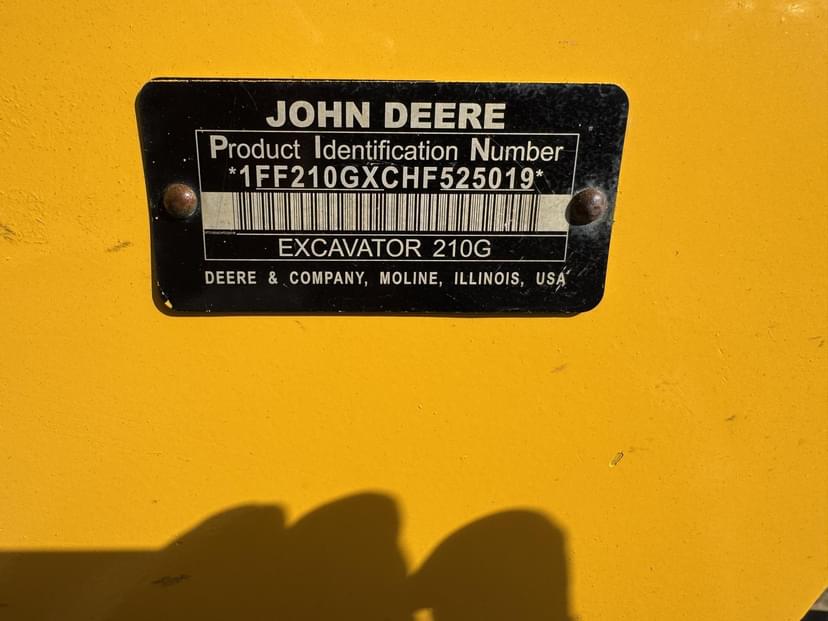 JOHN DEERE
Product Identification Number
*1FF210GXCHF525019*
EXCAVATOR 210G
DEERE & COMPANY, MOLINE, ILLINOIS, USA